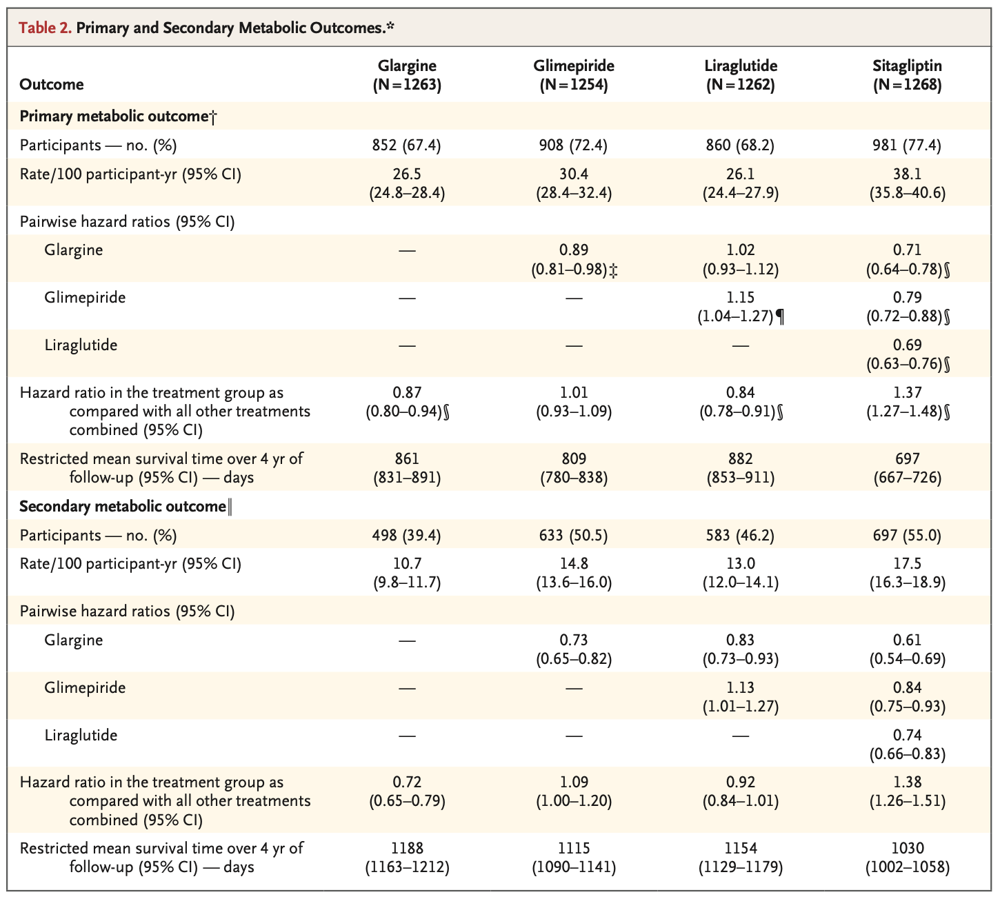 Table 2. Primary and Secondary Metabolic Outcomes.*
Outcome Glargine (N=1263) Glimepiride (N=1254) Liraglutide (N=1262) Sitagliptin (N=1268)
Primary metabolic outcome†
Participants — no. (%) 852 (67.4) 908 (72.4) 860 (68.2) 981 (77.4)
Rate/100 participant-yr (95% CI) 26.5 30.4 26.1 38.1
(24.8–28.4) (28.4–32.4) (24.4–27.9) (35.8–40.6)
Pairwise hazard ratios (95% CI)
Glargine — 0.89 1.02 0.71
(0.81–0.98)‡ (0.93–1.12) (0.64–0.78)§
Glimepiride — — 1.15 0.79
(1.04–1.27)¶ (0.72–0.88)§
Liraglutide — — — 0.69
(0.63–0.76)§
Hazard ratio in the treatment group as 0.87 1.01 0.84 1.37
compared with all other treatments (0.80–0.94)§ (0.93–1.09) (0.78–0.91)§ (1.27–1.48)§
combined (95% CI)
Restricted mean survival time over 4 yr of 861 809 882 697
follow-up (95% CI) — days (831–891) (780–838) (853–911) (667–726)
Secondary metabolic outcome‖
Participants — no. (%) 498 (39.4) 633 (50.5) 583 (46.2) 697 (55.0)
Rate/100 participant-yr (95% CI) 10.7 14.8 13.0 17.5
(9.8–11.7) (13.6–16.0) (12.0–14.1) (16.3–18.9)
Pairwise hazard ratios (95% CI)
Glargine — 0.73 0.83 0.61
(0.65–0.82) (0.73–0.93) (0.54–0.69)
Glimepiride — — 1.13 0.84
(1.01–1.27) (0.75–0.93)
Liraglutide — — — 0.74
(0.66–0.83)
Hazard ratio in the treatment group as 0.72 1.09 0.92 1.38
compared with all other treatments (0.65–0.79) (1.00–1.20) (0.84–1.01) (1.26–1.51)
combined (95% CI)
Restricted mean survival time over 4 yr of 1188 1115 1154 1030
follow-up (95% CI) — days (1163–1212) (1090–1141) (1129–1179) (1002–1058)